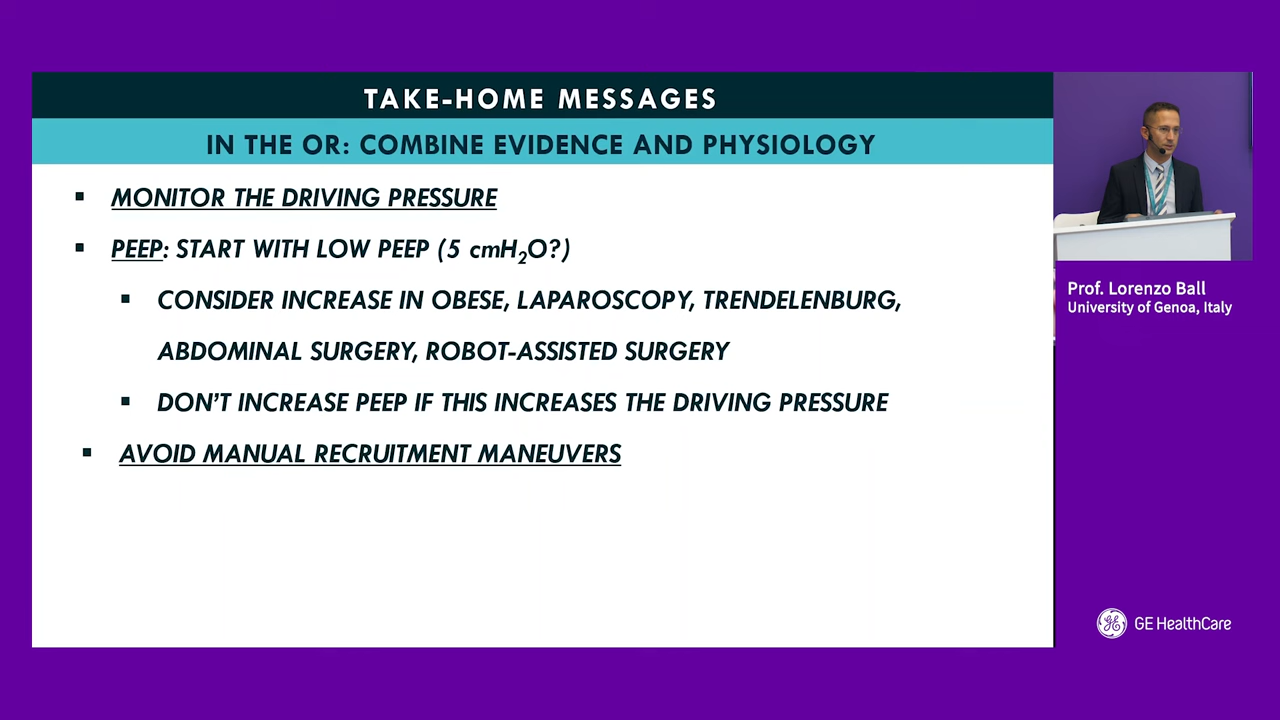 TAKE-HOME MESSAGES
IN THE OR: COMBINE EVIDENCE AND PHYSIOLOGY
▪ MONITOR THE DRIVING PRESSURE
▪ PEEP: START WITH LOW PEEP (5 cmH₂O?)
▪ CONSIDER INCREASE IN OBESE, LAPAROSCOPY, TRENDELENBURG,
ABDOMINAL SURGERY, ROBOT-ASSISTED SURGERY
▪ DON'T INCREASE PEEP IF THIS INCREASES THE DRIVING PRESSURE
▪ AVOID MANUAL RECRUITMENT MANEUVERS
Prof. Lorenzo Ball
University of Genoa, Italy
GE HealthCare